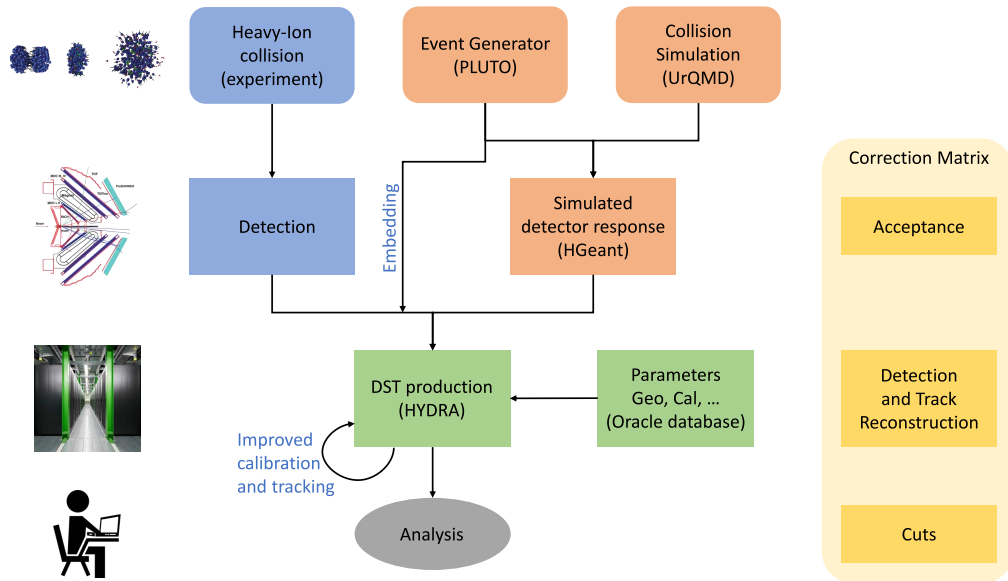 Heavy-Ion
collision
(experiment)
Event Generator
(PLUTO)
Collision
Simulation
(UrQMD)
Correction Matrix
Embedding
Detection
Simulated
detector response
(HGeant)
Acceptance
DST production
(HYDRA)
Parameters
Geo, Cal, ...
(Oracle database)
Detection
and Track
Reconstruction
Improved
calibration
and tracking
Analysis
Cuts